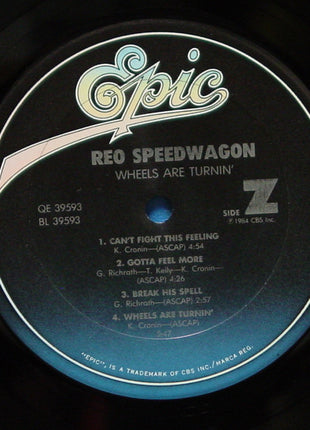 Epic
REO SPEEDWAGON
WHEELS ARE TURNIN'
QE 39593
BL 39593
SIDE Z
℗ 1984 CBS Inc.
1. CAN'T FIGHT THIS FEELING
K. Cronin—(ASCAP) 4:54
2. GOTTA FEEL MORE
G. Richrath—T. Kelly—K. Cronin—
(ASCAP) 4:26
3. BREAK HIS SPELL
G. Richrath—(ASCAP) 2:57
4. WHEELS ARE TURNIN'
K. Cronin—(ASCAP)
5:47
"EPIC", IS A TRADEMARK OF CBS INC./MARCA REG.